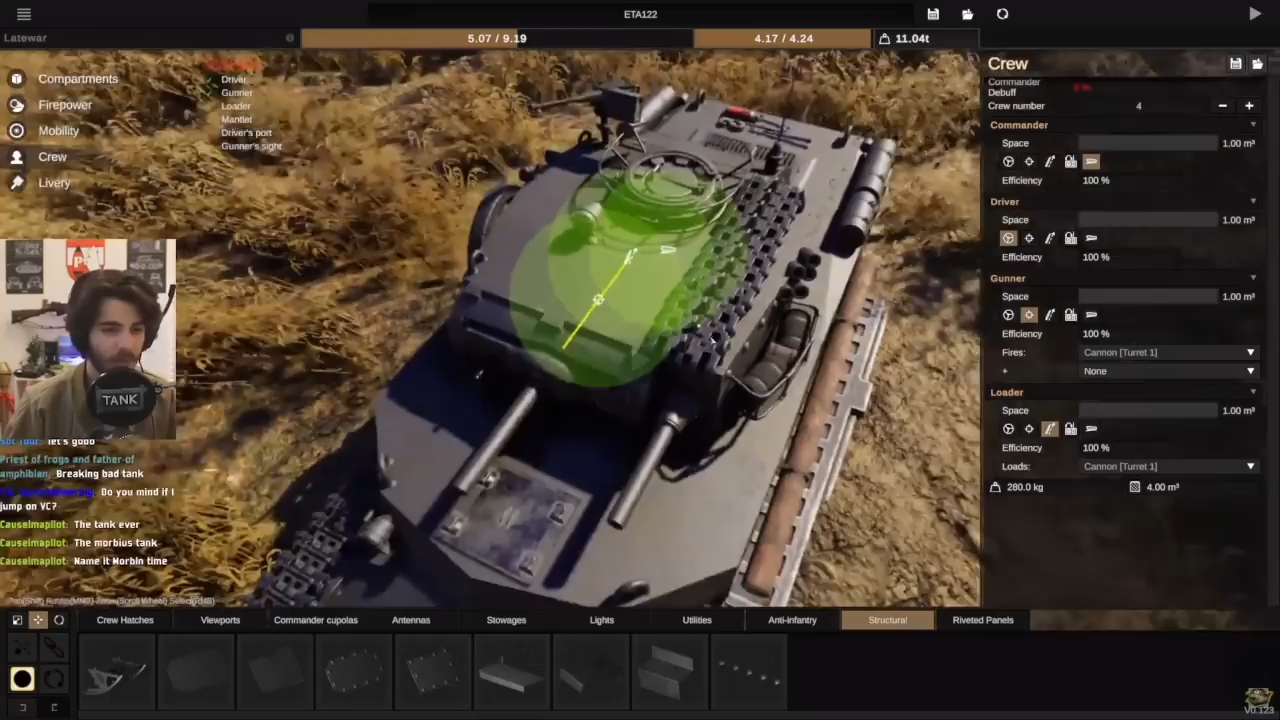 ETA122
Latewar
5.07 / 9.19
4.17 / 4.24
11.04t
Compartments
Firepower
Mobility
Crew
Livery
Driver
Gunner
Loader
Mantlet
Driver's port
Gunner's sight
Crew
Commander
Debuff
Crew number 4
Commander
Space 1.00 m³
Efficiency 100 %
Driver
Space 1.00 m³
Efficiency 100 %
Gunner
Space 1.00 m³
Efficiency 100 %
Fires: Cannon [Turret 1]
+ None
Loader
Space 1.00 m³
Efficiency 100 %
Loads: Cannon [Turret 1]
280.0 kg 4.00 m³
TANK
let's gooo
Priest of frogs and father of
amphibian: Breaking bad tank
Do you mind if I
jump on VC?
CauseImapilot: The tank ever
CauseImapilot: The morbius tank
CauseImapilot: Name it Morbin time
Crew Hatches
Viewports
Commander cupolas
Antennas
Stowages
Lights
Utilities
Anti-infantry
Structural
Riveted Panels
V0.123